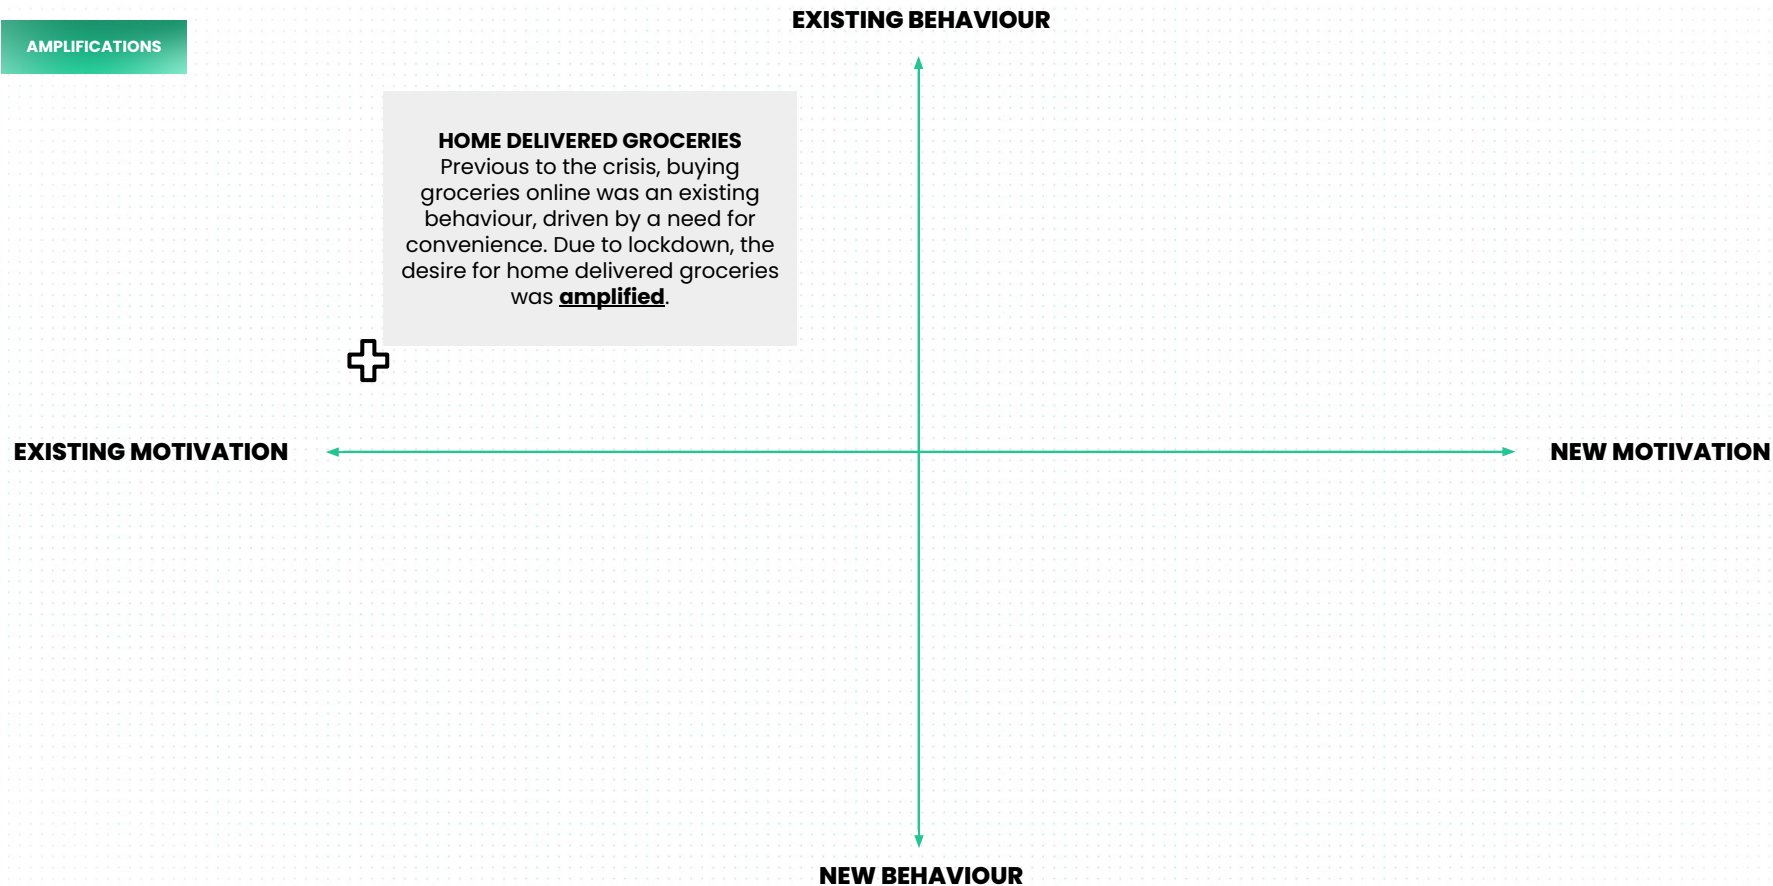 EXISTING BEHAVIOUR
AMPLIFICATIONS
HOME DELIVERED GROCERIES
Previous to the crisis, buying
groceries online was an existing
behaviour, driven by a need for
convenience. Due to lockdown, the
desire for home delivered groceries
was amplified.
EXISTING MOTIVATION
NEW MOTIVATION
NEW BEHAVIOUR